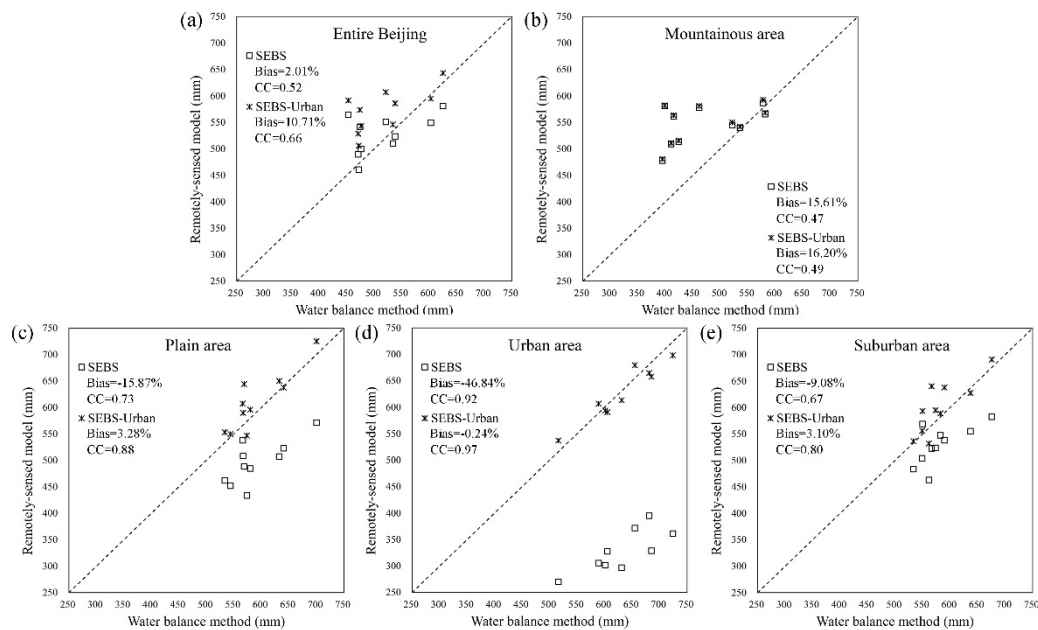 (a)
Entire Beijing
Remotely-sensed model (mm)
750
700
650
600
550
500
450
400
350
300
250
SEBS
Bias=2.01%
CC=0.52
SEBS-Urban
Bias=10.71%
CC=0.66
250 300 350 400 450 500 550 600 650 700 750
Water balance method (mm)
(b)
Mountainous area
Remotely-sensed model (mm)
750
700
650
600
550
500
450
400
350
300
250
SEBS
Bias=15.61%
CC=0.47
SEBS-Urban
Bias=16.20%
CC=0.49
250 300 350 400 450 500 550 600 650 700 750
Water balance method (mm)
(c)
Plain area
Remotely-sensed model (mm)
750
700
650
600
550
500
450
400
350
300
250
SEBS
Bias=-15.87%
CC=0.73
SEBS-Urban
Bias=3.28%
CC=0.88
250 300 350 400 450 500 550 600 650 700 750
Water balance method (mm)
(d)
Urban area
Remotely-sensed model (mm)
750
700
650
600
550
500
450
400
350
300
250
SEBS
Bias=-46.84%
CC=0.92
SEBS-Urban
Bias=-0.24%
CC=0.97
250 300 350 400 450 500 550 600 650 700 750
Water balance method (mm)
(e)
Suburban area
Remotely-sensed model (mm)
750
700
650
600
550
500
450
400
350
300
250
SEBS
Bias=-9.08%
CC=0.67
SEBS-Urban
Bias=3.10%
CC=0.80
250 300 350 400 450 500 550 600 650 700 750
Water balance method (mm)